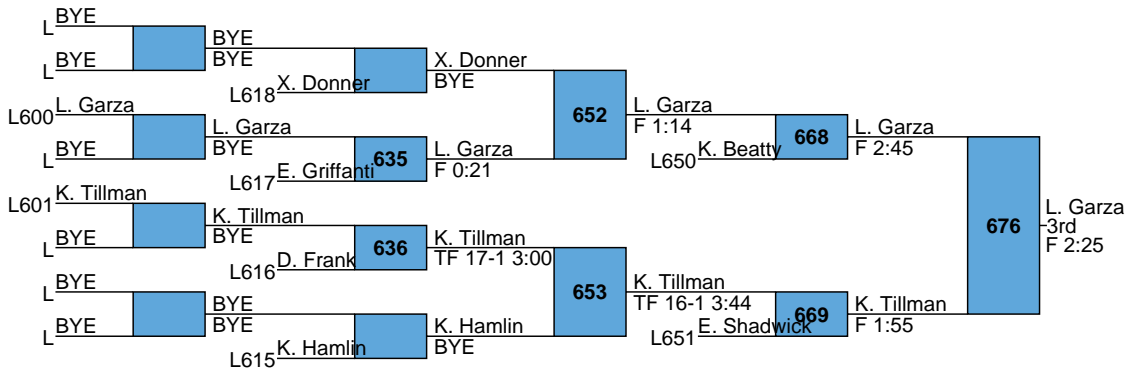 L BYE
BYE
BYE
L BYE
X. Donner
BYE
L618 X. Donner
L600 L. Garza
652
L. Garza
F 1:14
L. Garza
BYE
668
L. Garza
F 2:45
L BYE
635
L. Garza
F 0:21
L650 K. Beatty
L617 E. Griffanti
L601 K. Tillman
L. Garza
3rd
F 2:25
676
K. Tillman
BYE
636
K. Tillman
TF 17-1 3:00
L BYE
L616 D. Frank
653
K. Tillman
TF 16-1 3:44
L BYE
669
K. Tillman
F 1:55
BYE
BYE
K. Hamlin
BYE
L651 E. Shadwick
L BYE
L615 K. Hamlin